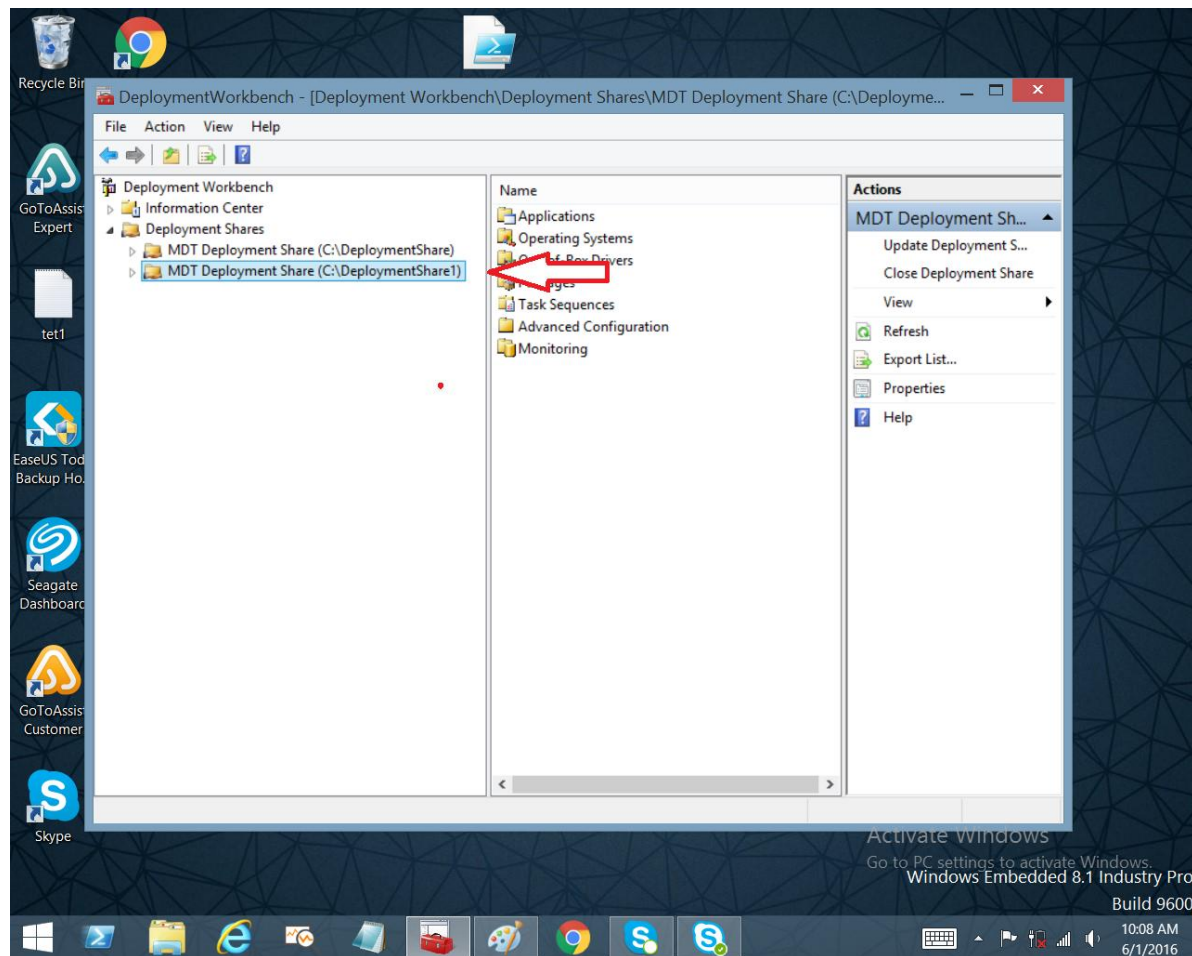 Recycle Bin
DeploymentWorkbench - [Deployment Workbench\Deployment Shares\MDT Deployment Share (C:\Deployme...
File Action View Help
Deployment Workbench
Information Center
Deployment Shares
MDT Deployment Share (C:\DeploymentShare)
MDT Deployment Share (C:\DeploymentShare1)
Name
Applications
Operating Systems
Drivers
Task Sequences
Advanced Configuration
Monitoring
Actions
MDT Deployment Sh...
Update Deployment S...
Close Deployment Share
View
Refresh
Export List...
Properties
Help
GoToAssis
Expert
tet1
EaseUS Tod
Backup Ho.
Seagate
Dashboard
GoToAssis
Customer
Skype
Activate Windows
Go to PC settings to activate Windows.
Windows Embedded 8.1 Industry Pro
Build 9600
10:08 AM
6/1/2016